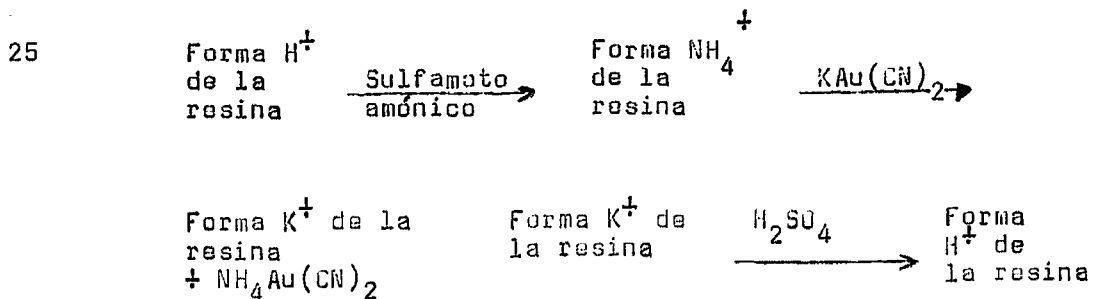 25
Forma H⁺
de la
resina
Sulfamato
amónico
Forma NH₄⁺
de la
resina
KAu(CN)₂
Forma K⁺ de la
resina
+ NH₄Au(CN)₂
Forma K⁺ de
la resina
H₂SO₄
Forma
H⁺ de
la resina